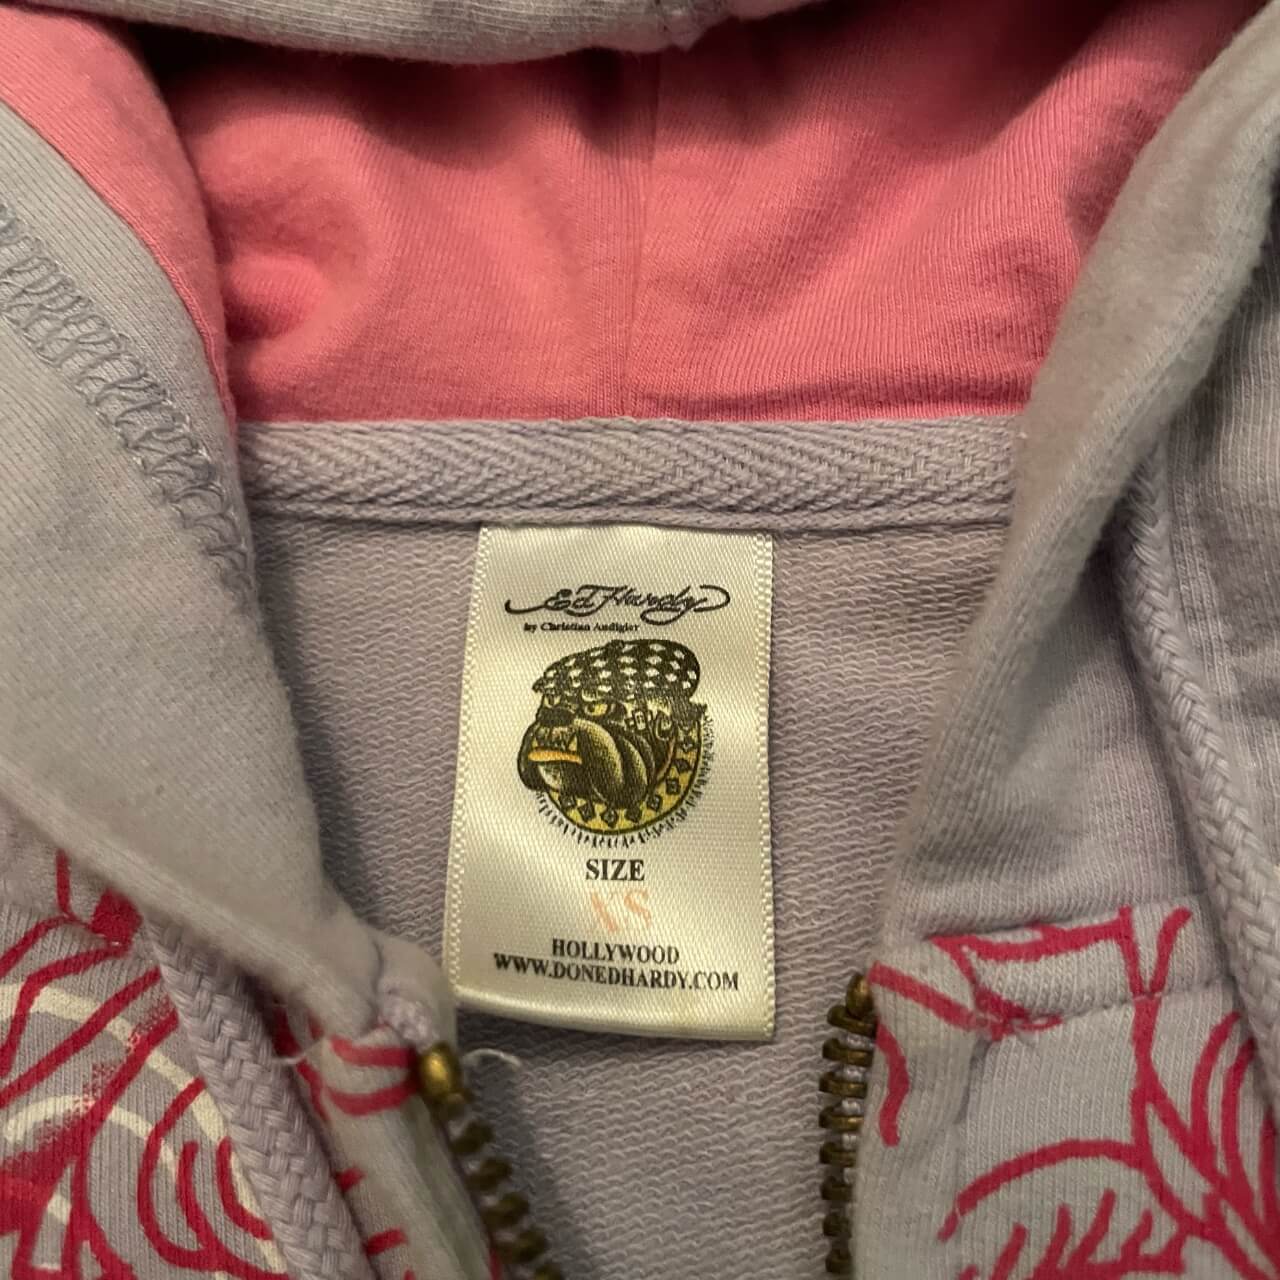 Ed Hardy
by Christian Audigier
SIZE
XS
HOLLYWOOD
WWW.DONEDHARDY.COM